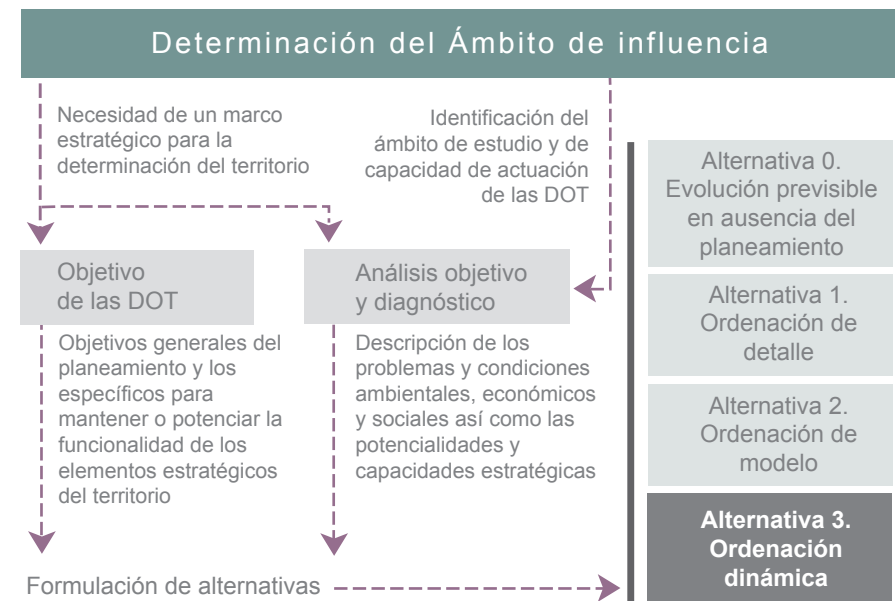 Determinación del Ámbito de influencia
Necesidad de un marco
estratégico para la
determinación del territorio
Identificación del
ámbito de estudio y de
capacidad de actuación
de las DOT
Objetivo
de las DOT
Análisis objetivo
y diagnóstico
Objetivos generales del
planeamiento y los
específicos para
mantener o potenciar la
funcionalidad de los
elementos estratégicos
del territorio
Descripción de los
problemas y condiciones
ambientales, económicos
y sociales así como las
potencialidades y
capacidades estratégicas
Formulación de alternativas
Alternativa 0.
Evolución previsible
en ausencia del
planeamiento
Alternativa 1.
Ordenación de
detalle
Alternativa 2.
Ordenación de
modelo
Alternativa 3.
Ordenación
dinámica